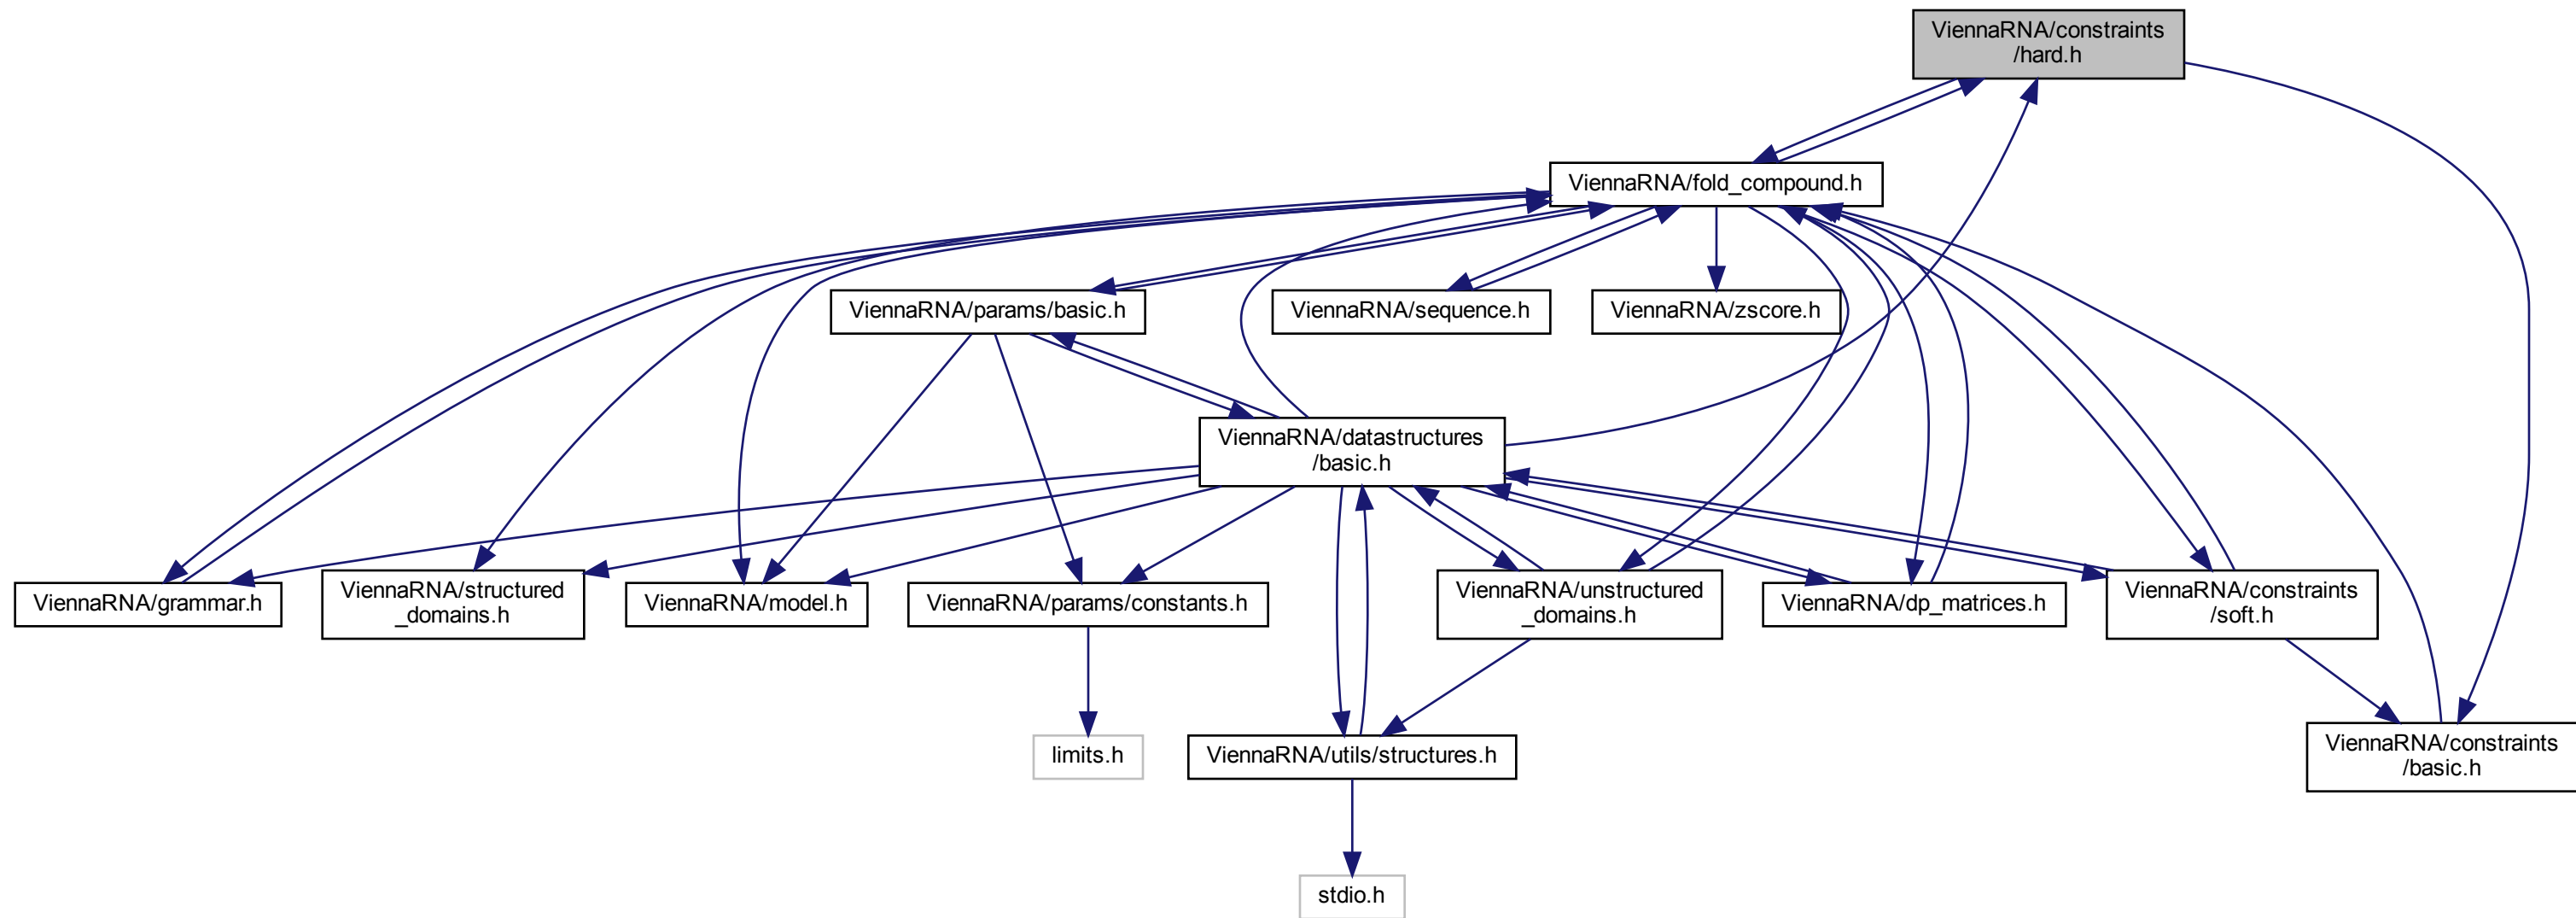 ViennaRNA/constraints
/hard.h
ViennaRNA/fold_compound.h
ViennaRNA/params/basic.h
ViennaRNA/sequence.h
ViennaRNA/zscore.h
ViennaRNA/datastructures
/basic.h
ViennaRNA/grammar.h
ViennaRNA/structured
_domains.h
ViennaRNA/model.h
ViennaRNA/params/constants.h
ViennaRNA/unstructured
_domains.h
ViennaRNA/dp_matrices.h
ViennaRNA/constraints
/soft.h
limits.h
ViennaRNA/utils/structures.h
ViennaRNA/constraints
/basic.h
stdio.h